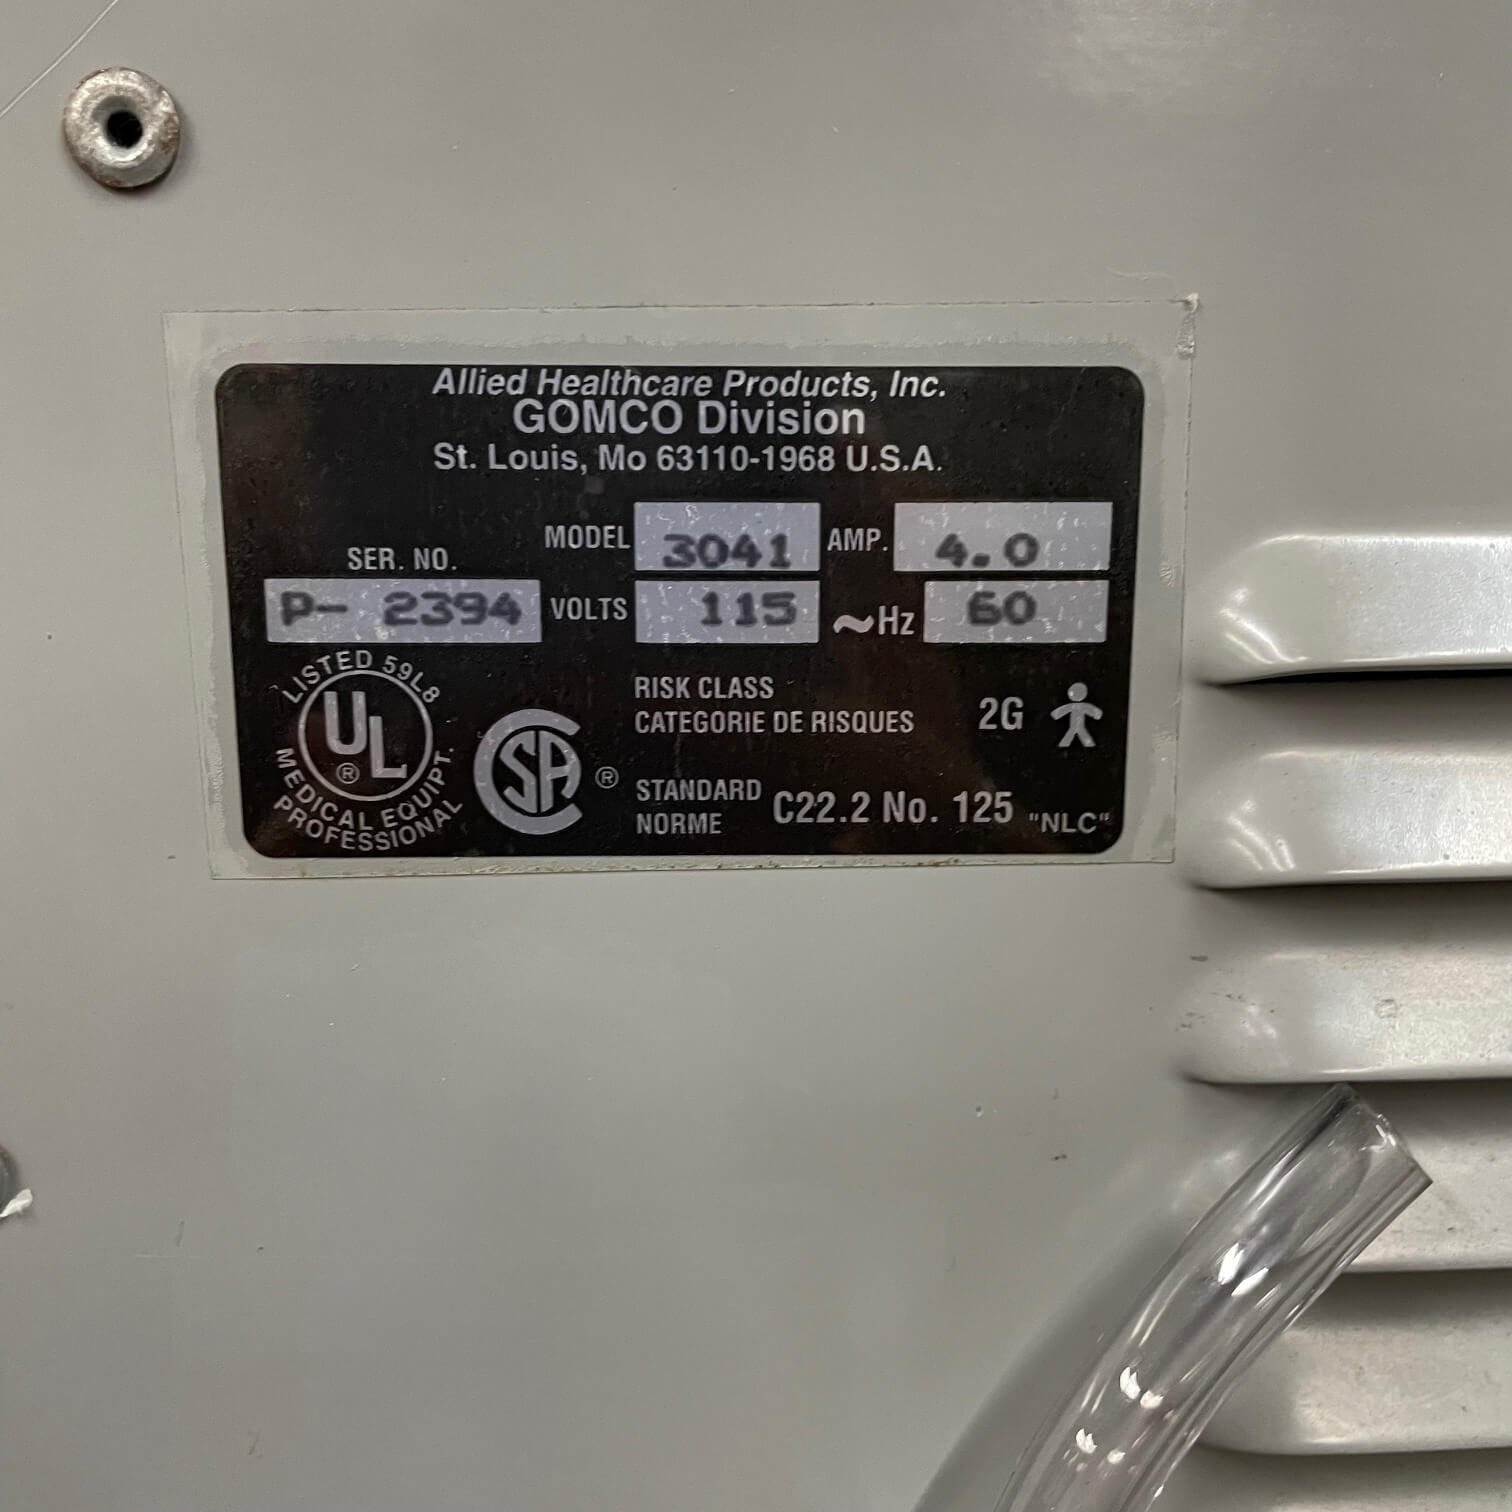 Allied Healthcare Products, Inc.
GOMCO Division
St. Louis, Mo 63110-1968 U.S.A.
MODEL 3041 AMP. 4.0
SER. NO.
P- 2394 VOLTS 115 ~Hz 60
LISTED 59L8
UL
®
MEDICAL EQUIPT.
PROFESSIONAL
CSA ®
RISK CLASS
CATEGORIE DE RISQUES 2G
STANDARD
NORME
C22.2 No. 125 "NLC"